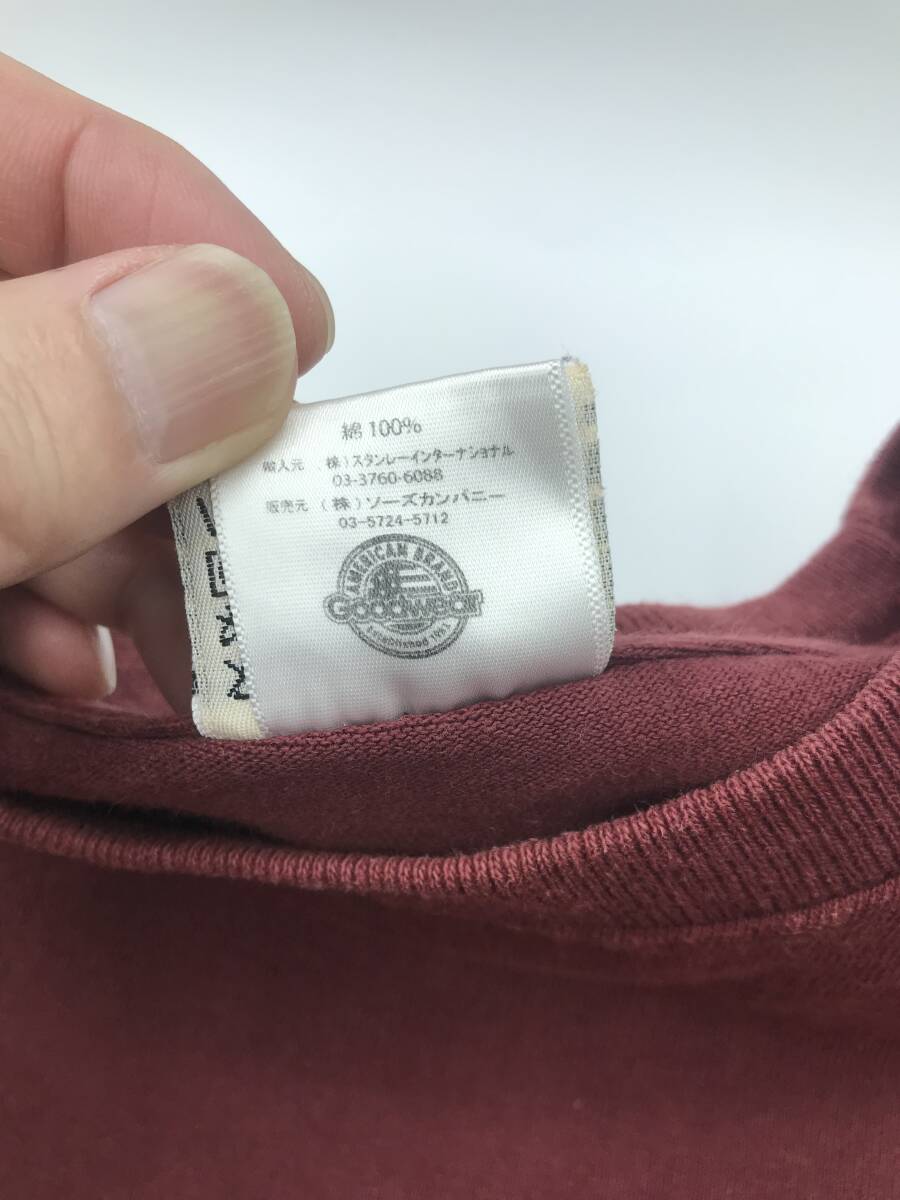 綿 100%
輸入元 (株)スタンレーインターナショナル
03-3760-6088
販売元 (株)ソーズカンパニー
03-5724-5712
AMERICAN BRAND
Goodwear
Established